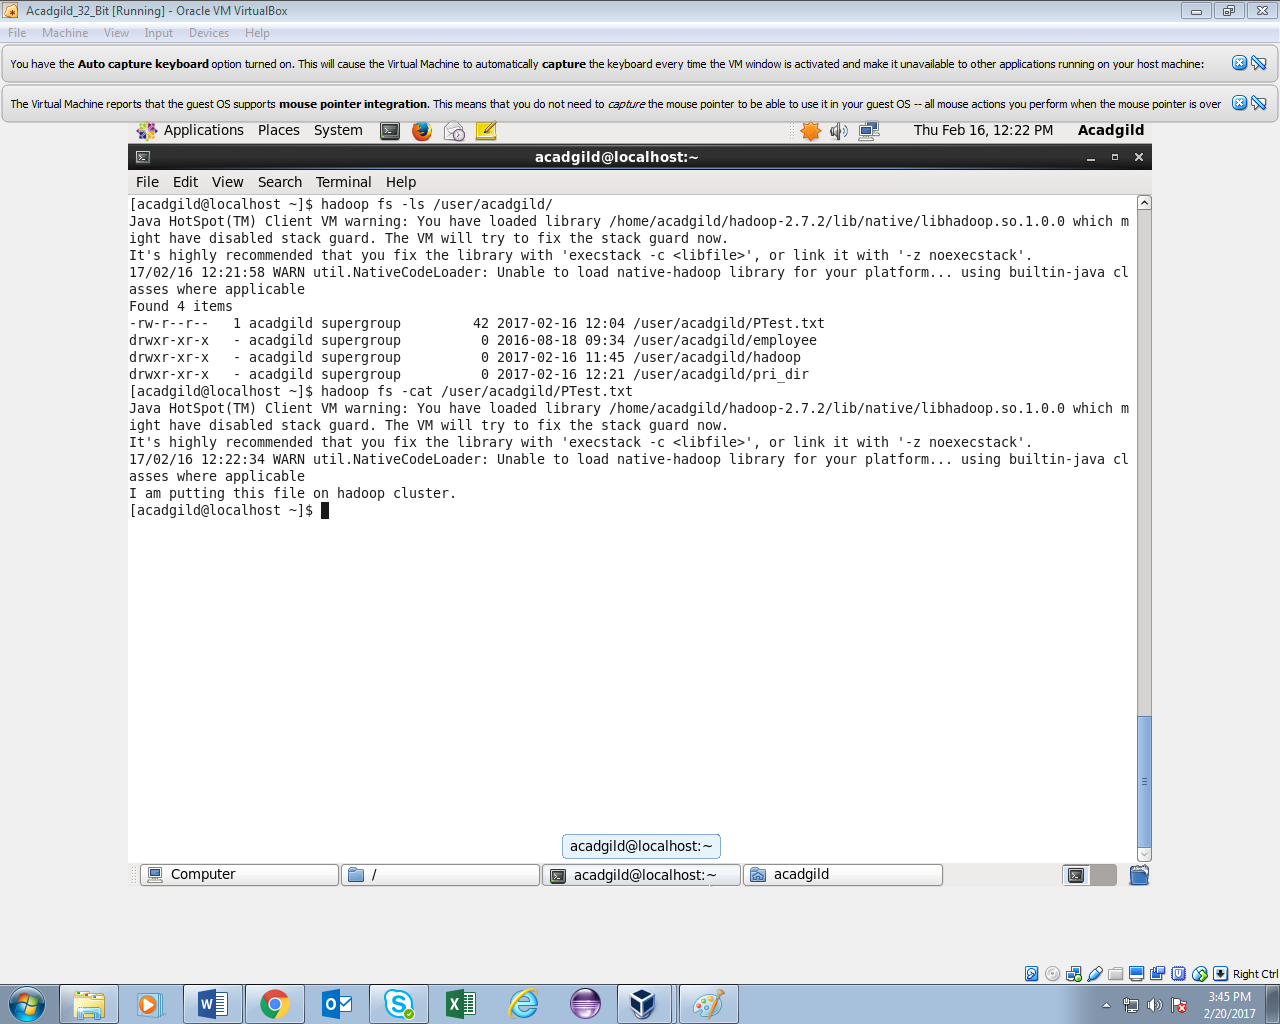 Acadgild_32_Bit [Running] - Oracle VM VirtualBox
File Machine View Input Devices Help
You have the Auto capture keyboard option turned on. This will cause the Virtual Machine to automatically capture the keyboard every time the VM window is activated and make it unavailable to other applications running on your host machine:
The Virtual Machine reports that the guest OS supports mouse pointer integration. This means that you do not need to capture the mouse pointer to be able to use it in your guest OS -- all mouse actions you perform when the mouse pointer is over
Applications Places System Thu Feb 16, 12:22 PM Acadgild
acadgild@localhost:~
File Edit View Search Terminal Help
[acadgild@localhost ~]$ hadoop fs -ls /user/acadgild/
Java HotSpot(TM) Client VM warning: You have loaded library /home/acadgild/hadoop-2.7.2/lib/native/libhadoop.so.1.0.0 which m
ight have disabled stack guard. The VM will try to fix the stack guard now.
It's highly recommended that you fix the library with 'execstack -c <libfile>', or link it with '-z noexecstack'.
17/02/16 12:21:58 WARN util.NativeCodeLoader: Unable to load native-hadoop library for your platform... using builtin-java cl
asses where applicable
Found 4 items
-rw-r--r--   1 acadgild supergroup         42 2017-02-16 12:04 /user/acadgild/PTest.txt
drwxr-xr-x   - acadgild supergroup          0 2016-08-18 09:34 /user/acadgild/employee
drwxr-xr-x   - acadgild supergroup          0 2017-02-16 11:45 /user/acadgild/hadoop
drwxr-xr-x   - acadgild supergroup          0 2017-02-16 12:21 /user/acadgild/pri_dir
[acadgild@localhost ~]$ hadoop fs -cat /user/acadgild/PTest.txt
Java HotSpot(TM) Client VM warning: You have loaded library /home/acadgild/hadoop-2.7.2/lib/native/libhadoop.so.1.0.0 which m
ight have disabled stack guard. The VM will try to fix the stack guard now.
It's highly recommended that you fix the library with 'execstack -c <libfile>', or link it with '-z noexecstack'.
17/02/16 12:22:34 WARN util.NativeCodeLoader: Unable to load native-hadoop library for your platform... using builtin-java cl
asses where applicable
I am putting this file on hadoop cluster.
[acadgild@localhost ~]$
acadgild@localhost:~
Computer / acadgild@localhost:~ acadgild
Right Ctrl
3:45 PM
2/20/2017